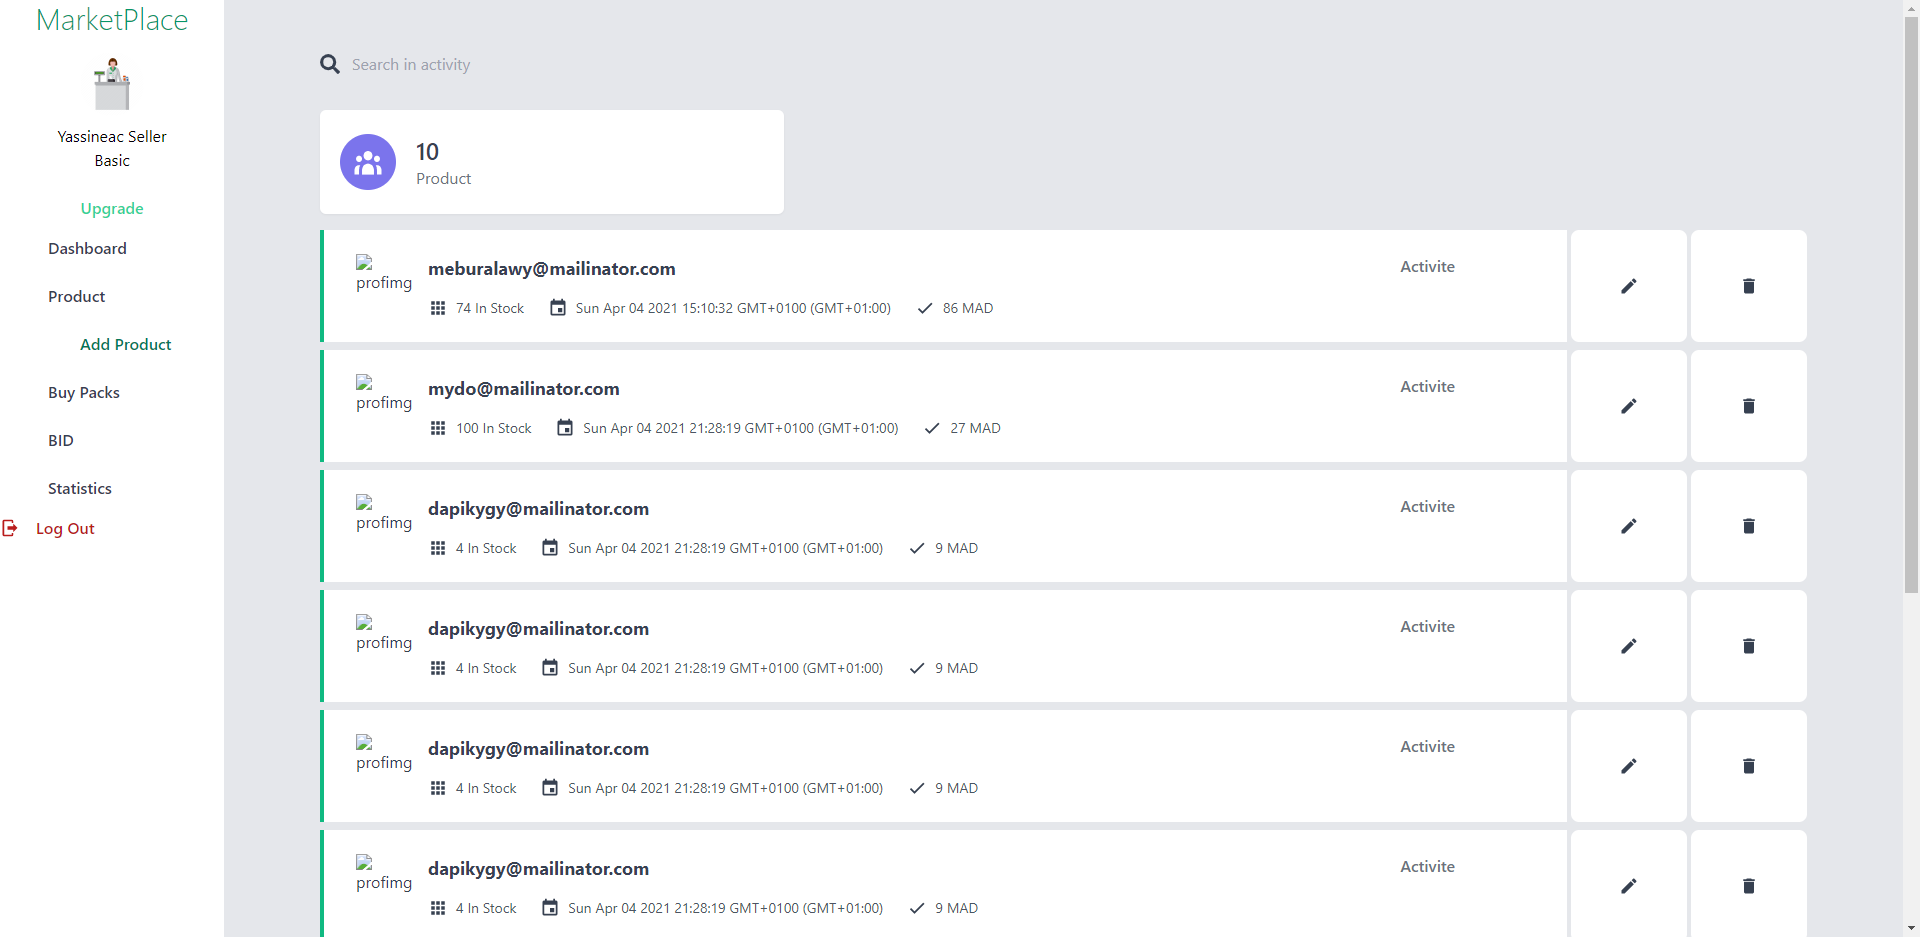 MarketPlace
Yassineac Seller
Basic
Upgrade
Dashboard
Product
Add Product
Buy Packs
BID
Statistics
Log Out
Search in activity
10
Product
profimg
meburalawy@mailinator.com
Activite
74 In Stock Sun Apr 04 2021 15:10:32 GMT+0100 (GMT+01:00) 86 MAD
profimg
mydo@mailinator.com
Activite
100 In Stock Sun Apr 04 2021 21:28:19 GMT+0100 (GMT+01:00) 27 MAD
profimg
dapikygy@mailinator.com
Activite
4 In Stock Sun Apr 04 2021 21:28:19 GMT+0100 (GMT+01:00) 9 MAD
profimg
dapikygy@mailinator.com
Activite
4 In Stock Sun Apr 04 2021 21:28:19 GMT+0100 (GMT+01:00) 9 MAD
profimg
dapikygy@mailinator.com
Activite
4 In Stock Sun Apr 04 2021 21:28:19 GMT+0100 (GMT+01:00) 9 MAD
profimg
dapikygy@mailinator.com
Activite
4 In Stock Sun Apr 04 2021 21:28:19 GMT+0100 (GMT+01:00) 9 MAD